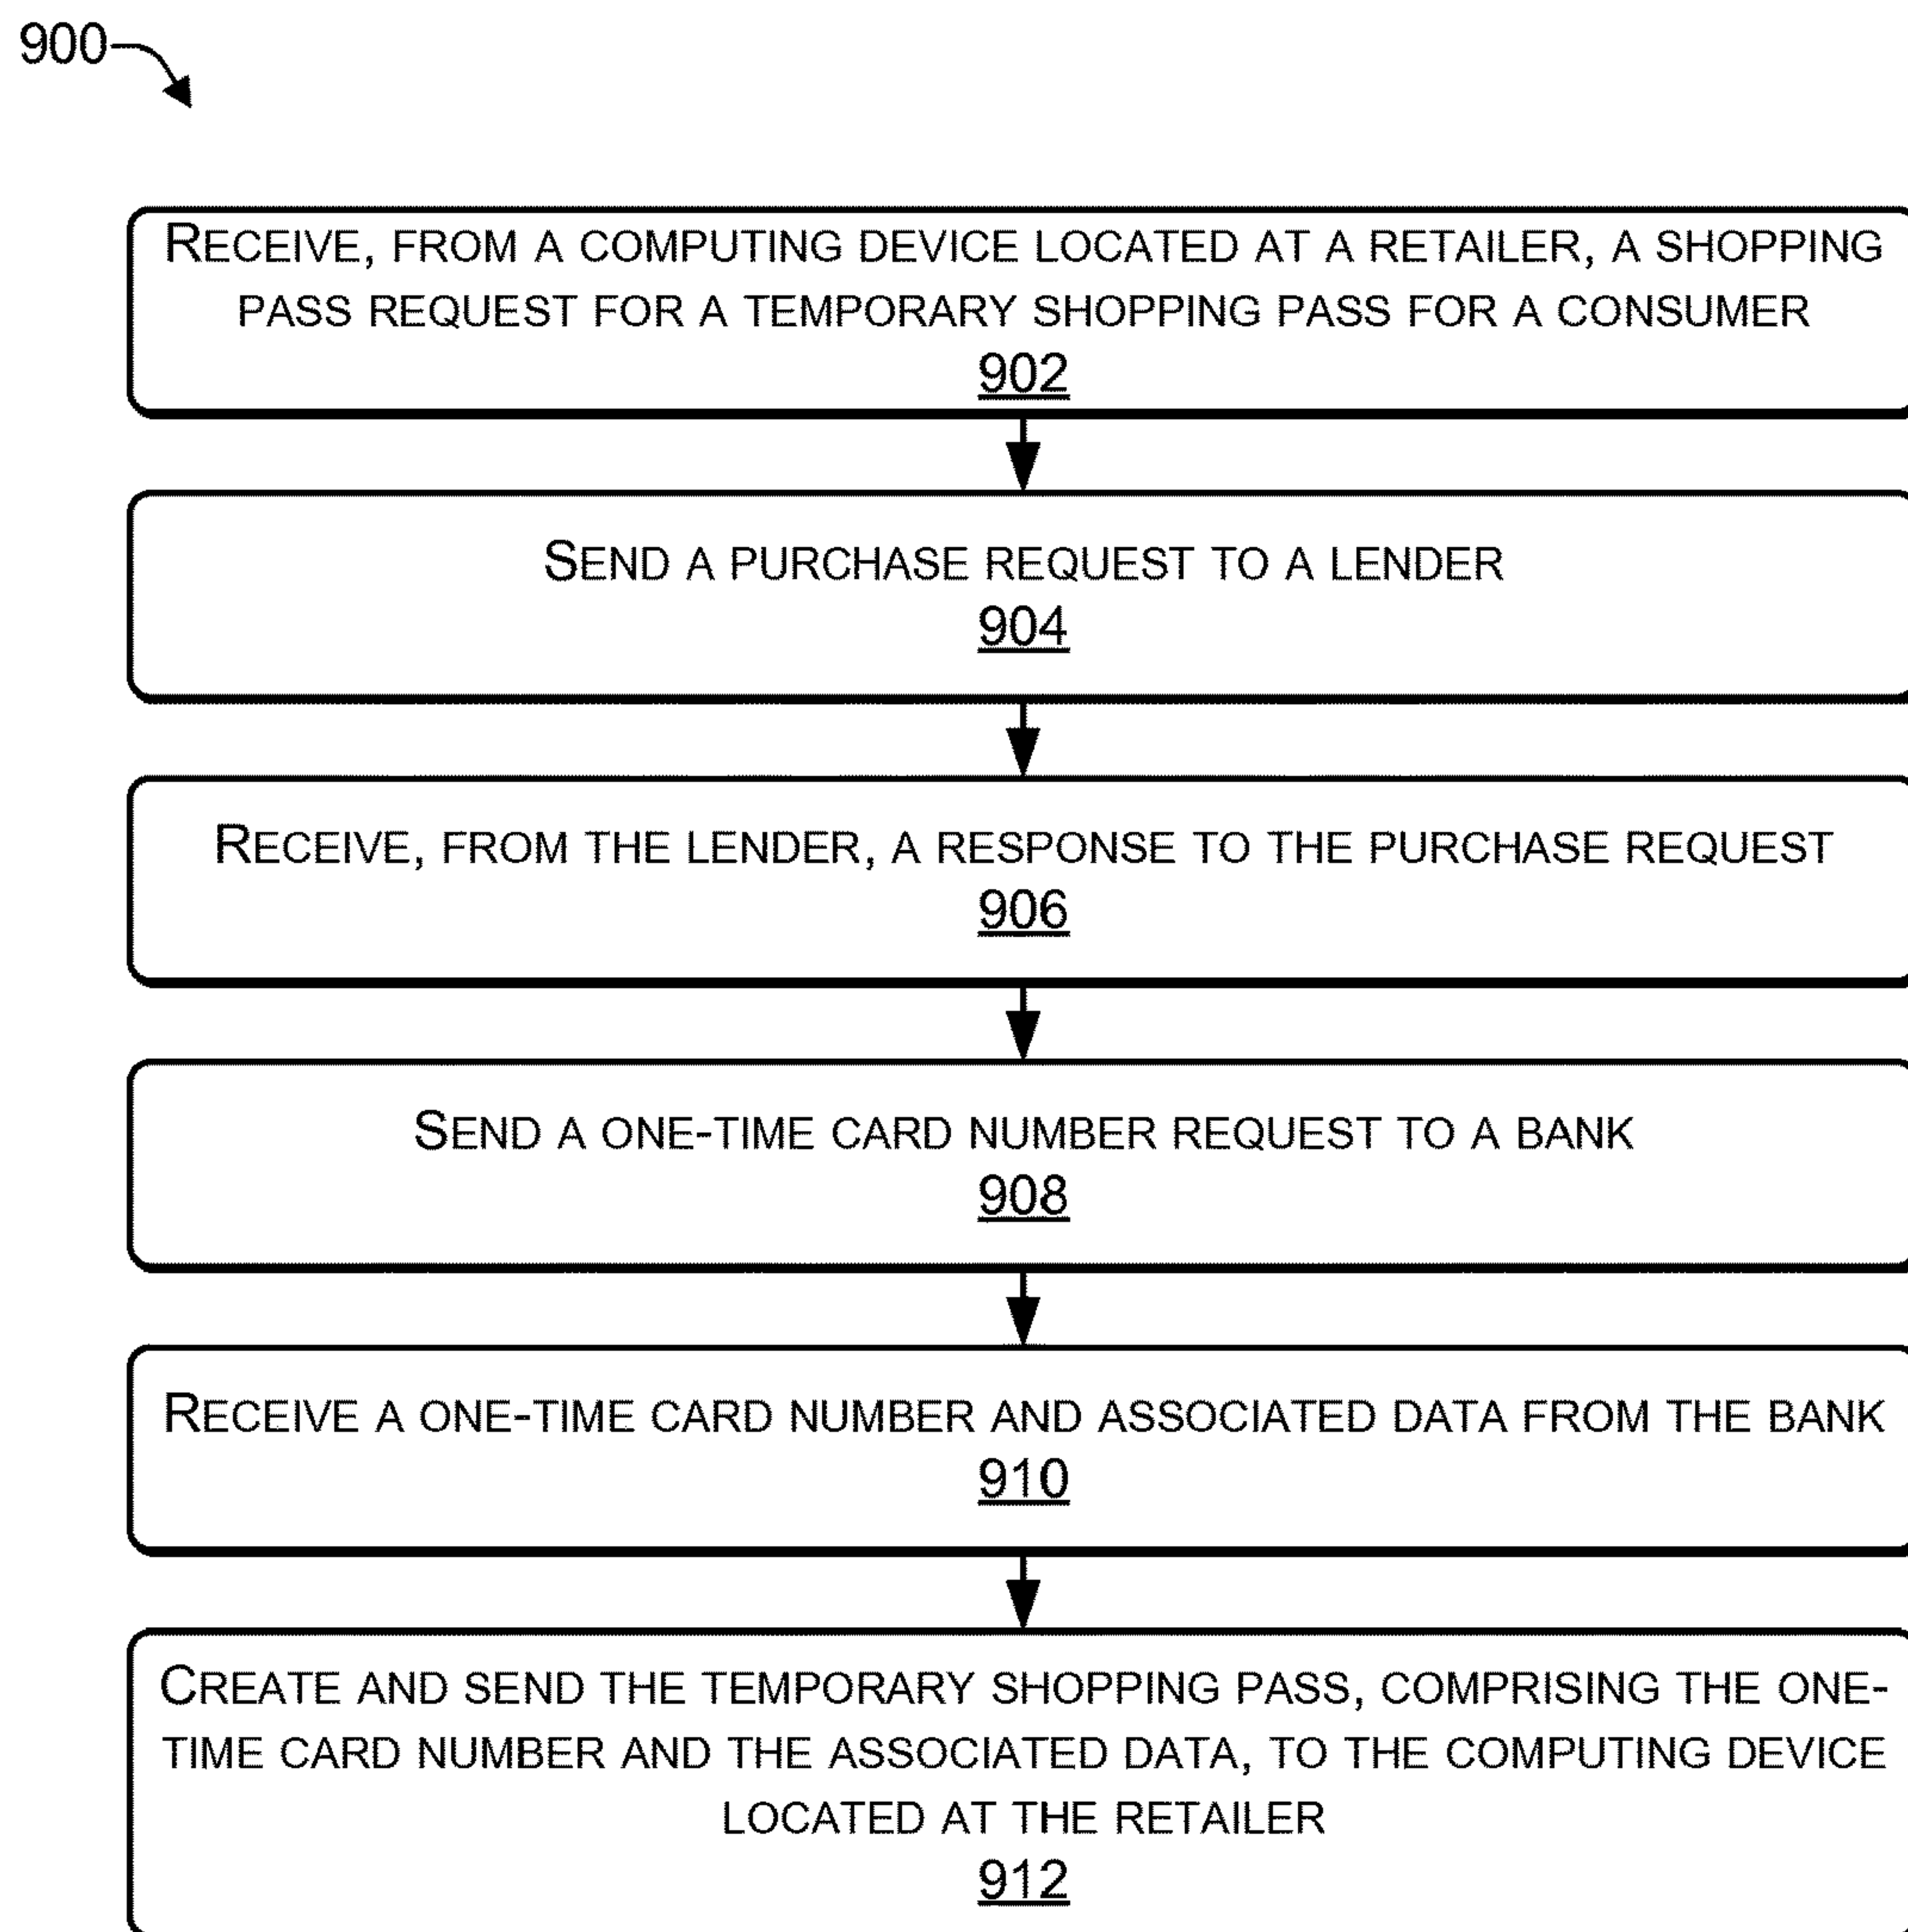 900
RECEIVE, FROM A COMPUTING DEVICE LOCATED AT A RETAILER, A SHOPPING
PASS REQUEST FOR A TEMPORARY SHOPPING PASS FOR A CONSUMER
902
SEND A PURCHASE REQUEST TO A LENDER
904
RECEIVE, FROM THE LENDER, A RESPONSE TO THE PURCHASE REQUEST
906
SEND A ONE-TIME CARD NUMBER REQUEST TO A BANK
908
RECEIVE A ONE-TIME CARD NUMBER AND ASSOCIATED DATA FROM THE BANK
910
CREATE AND SEND THE TEMPORARY SHOPPING PASS, COMPRISING THE ONE-
TIME CARD NUMBER AND THE ASSOCIATED DATA, TO THE COMPUTING DEVICE
LOCATED AT THE RETAILER
912